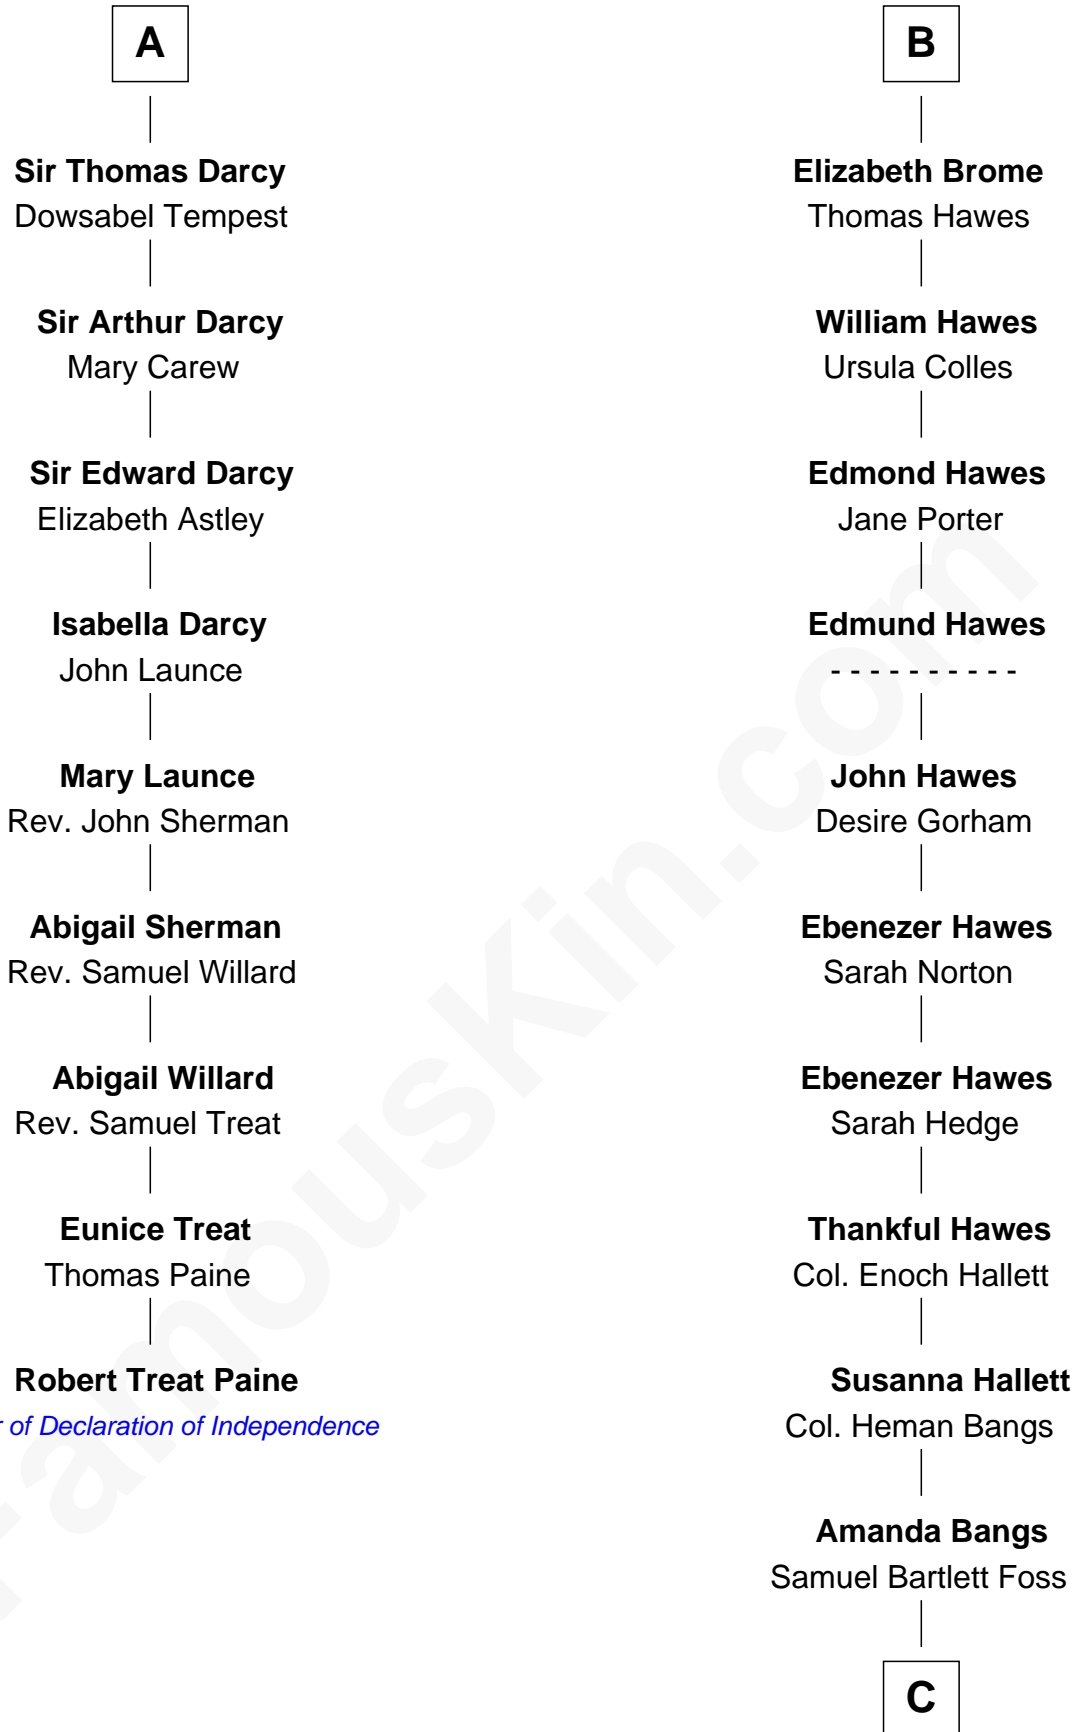 A
Sir Thomas Darcy
Dowsabel Tempest
Sir Arthur Darcy
Mary Carew
Sir Edward Darcy
Elizabeth Astley
Isabella Darcy
John Launce
Mary Launce
Rev. John Sherman
Abigail Sherman
Rev. Samuel Willard
Abigail Willard
Rev. Samuel Treat
Eunice Treat
Thomas Paine
Robert Treat Paine
of Declaration of Independence
B
Elizabeth Brome
Thomas Hawes
William Hawes
Ursula Colles
Edmond Hawes
Jane Porter
Edmund Hawes
- - - - - - - - - -
John Hawes
Desire Gorham
Ebenezer Hawes
Sarah Norton
Ebenezer Hawes
Sarah Hedge
Thankful Hawes
Col. Enoch Hallett
Susanna Hallett
Col. Heman Bangs
Amanda Bangs
Samuel Bartlett Foss
C
FamousKin.com